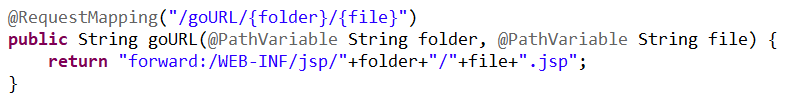 @RequestMapping("/goURL/{folder}/{file}")
public String goURL(@PathVariable String folder, @PathVariable String file) {
    return "forward:/WEB-INF/jsp/"+folder+"/"+file+".jsp";
}